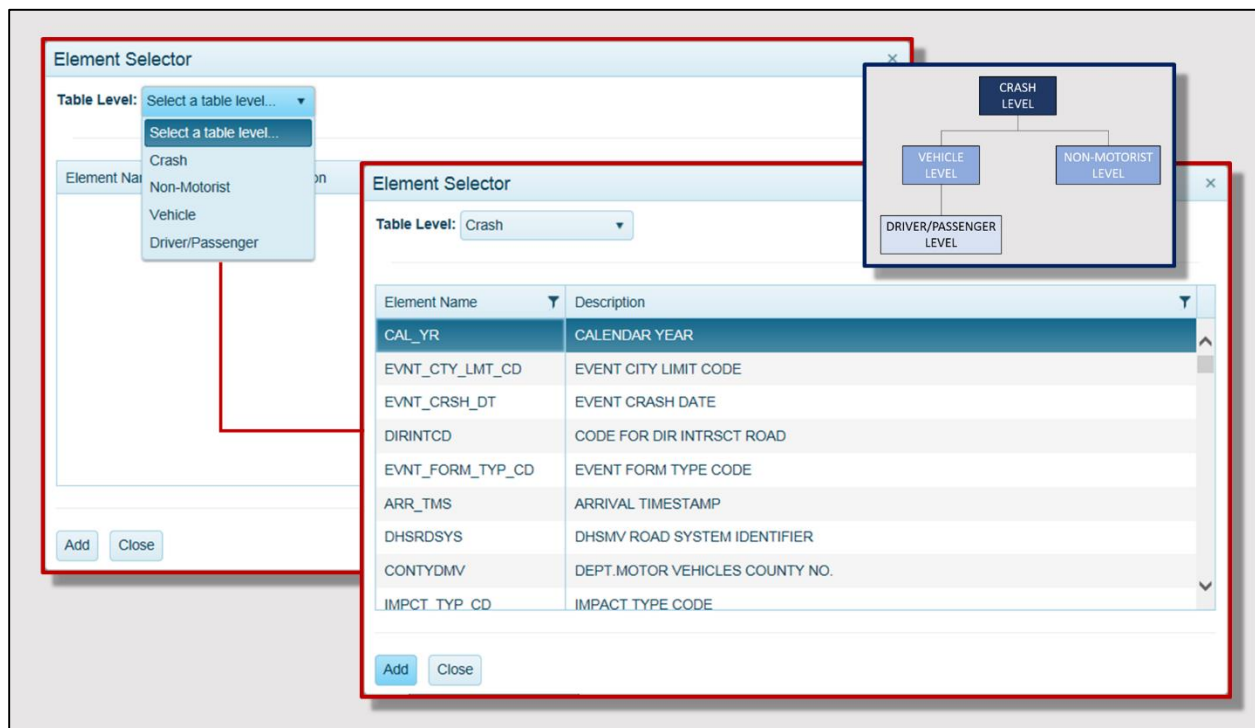 Element Selector
×
Table Level: Select a table level...
Select a table level...
Crash
Non-Motorist
Vehicle
Driver/Passenger
Add Close
CRASH
LEVEL
VEHICLE
LEVEL
NON-MOTORIST
LEVEL
DRIVER/PASSENGER
LEVEL
Element Selector
×
Table Level: Crash
Element Name Description
CAL_YR CALENDAR YEAR
EVNT_CTY_LMT_CD EVENT CITY LIMIT CODE
EVNT_CRSH_DT EVENT CRASH DATE
DIRINTCD CODE FOR DIR INTRSCT ROAD
EVNT_FORM_TYP_CD EVENT FORM TYPE CODE
ARR_TMS ARRIVAL TIMESTAMP
DHSRDSYS DHSMV ROAD SYSTEM IDENTIFIER
CONTYDMV DEPT.MOTOR VEHICLES COUNTY NO.
IMPCT_TYP_CD IMPACT TYPE CODE
Add Close